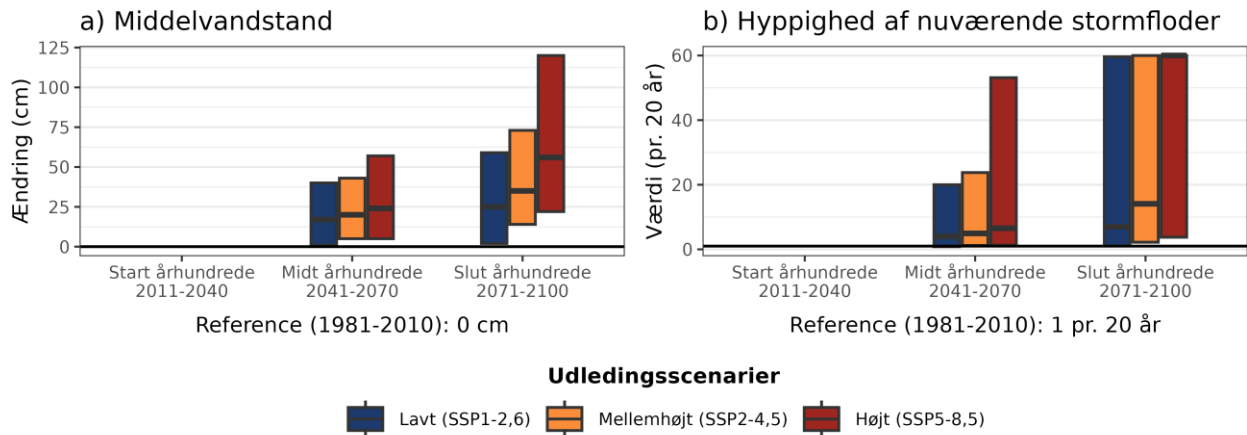 a) Middelvandstand
Ændring (cm)
125
100
75
50
25
0
Start århundrede
2011-2040
Midt århundrede
2041-2070
Slut århundrede
2071-2100
Reference (1981-2010): 0 cm
b) Hyppighed af nuværende stormfloder
Værdi (pr. 20 år)
60
40
20
0
Start århundrede
2011-2040
Midt århundrede
2041-2070
Slut århundrede
2071-2100
Reference (1981-2010): 1 pr. 20 år
Udledingsscenarier
Lavt (SSP1-2,6)
Mellemhøjt (SSP2-4,5)
Højt (SSP5-8,5)